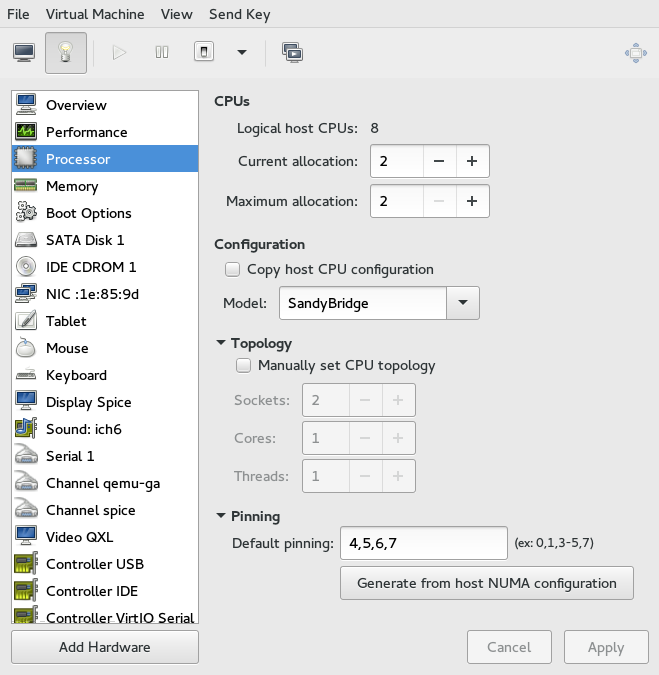 File Virtual Machine View Send Key
Overview
Performance
Processor
Memory
Boot Options
SATA Disk 1
IDE CDROM 1
NIC :1e:85:9d
Tablet
Mouse
Keyboard
Display Spice
Sound: ich6
Serial 1
Channel qemu-ga
Channel spice
Video QXL
Controller USB
Controller IDE
Controller VirtIO Serial
Add Hardware
CPUs
Logical host CPUs: 8
Current allocation: 2 − +
Maximum allocation: 2 − +
Configuration
Copy host CPU configuration
Model: SandyBridge
Topology
Manually set CPU topology
Sockets: 2 − +
Cores: 1 − +
Threads: 1 − +
Pinning
Default pinning: 4,5,6,7 (ex: 0,1,3-5,7)
Generate from host NUMA configuration
Cancel Apply